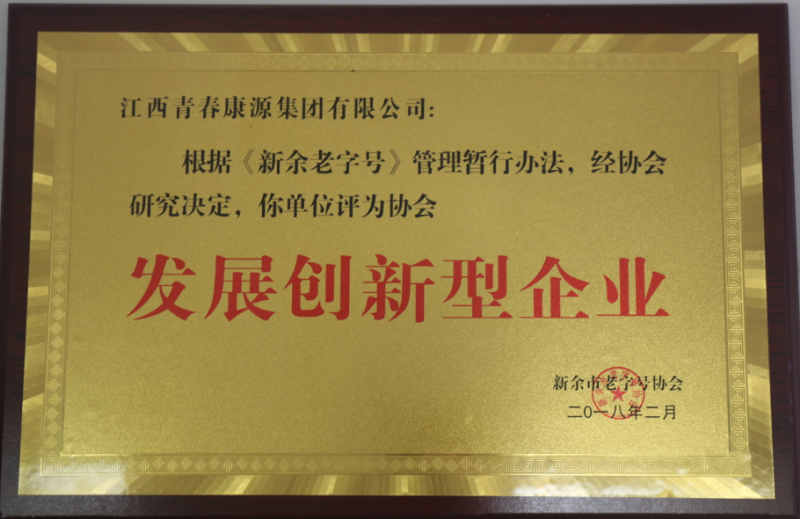 江西青春康源集团有限公司:
根据《新余老字号》管理暂行办法，经协会
研究决定，你单位评为协会
发展创新型企业
新余市老字号协会
二0一八年二月